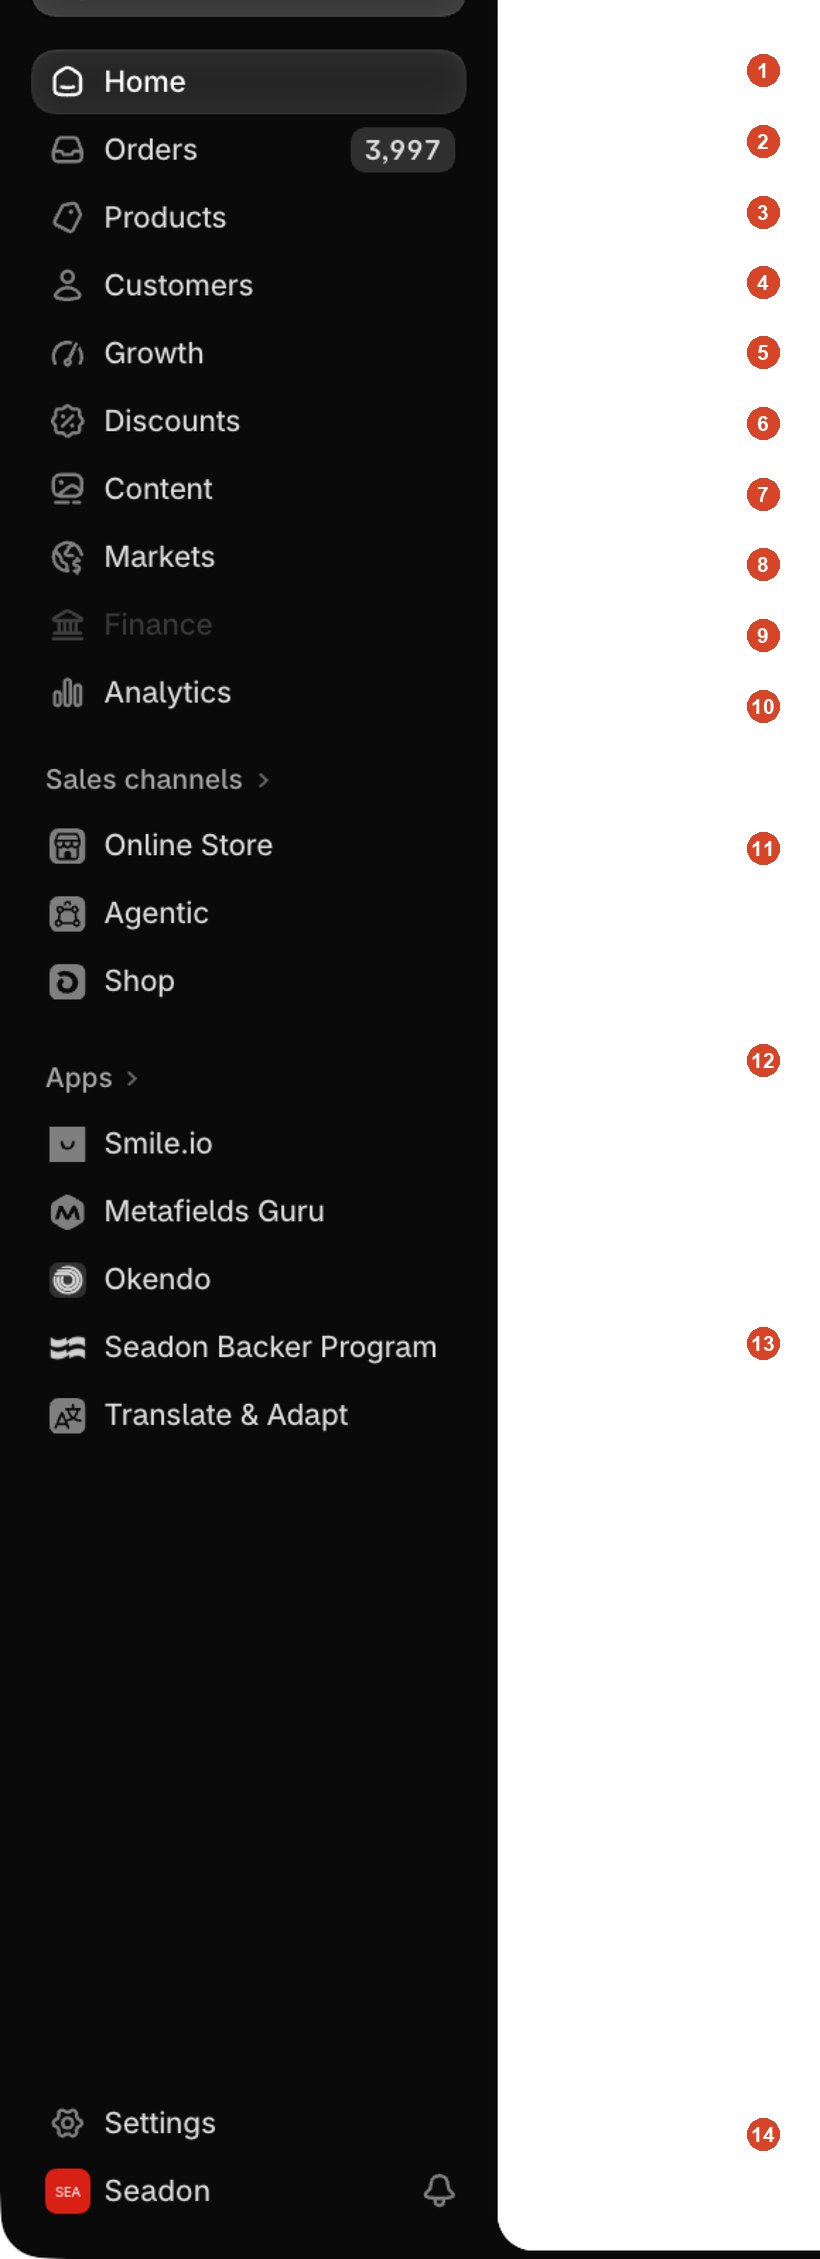 Home
1
Orders 3,997
2
Products
3
Customers
4
Growth
5
Discounts
6
Content
7
Markets
8
Finance
9
Analytics
10
Sales channels
Online Store
11
Agentic
Shop
12
Apps
Smile.io
Metafields Guru
Okendo
Seadon Backer Program
13
Translate & Adapt
Settings
14
SEA Seadon